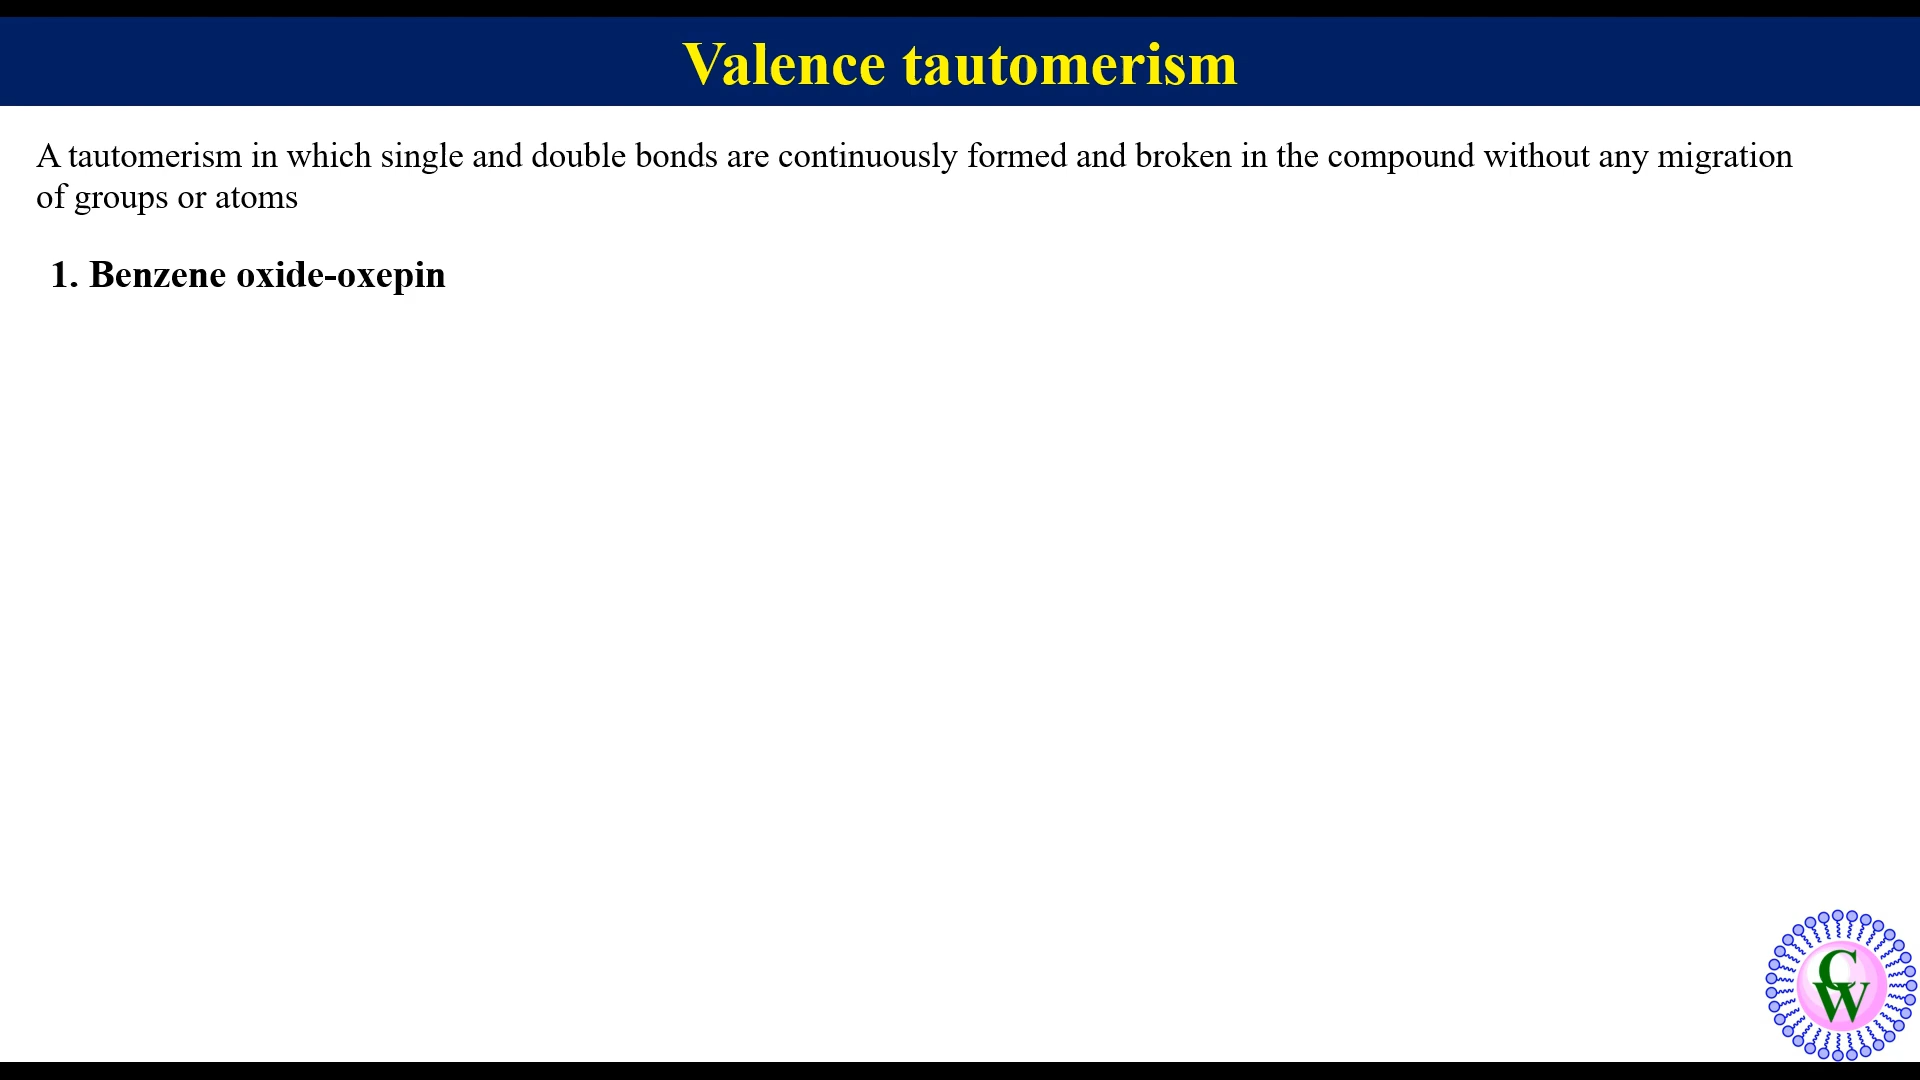 Valence tautomerism
A tautomerism in which single and double bonds are continuously formed and broken in the compound without any migration
of groups or atoms
1. Benzene oxide-oxepin
CW